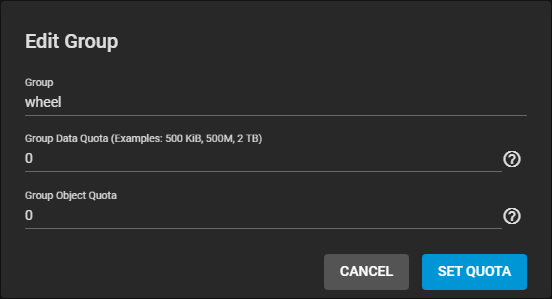 Edit Group
Group
wheel
Group Data Quota (Examples: 500 KiB, 500M, 2 TB)
0
Group Object Quota
0
CANCEL SET QUOTA